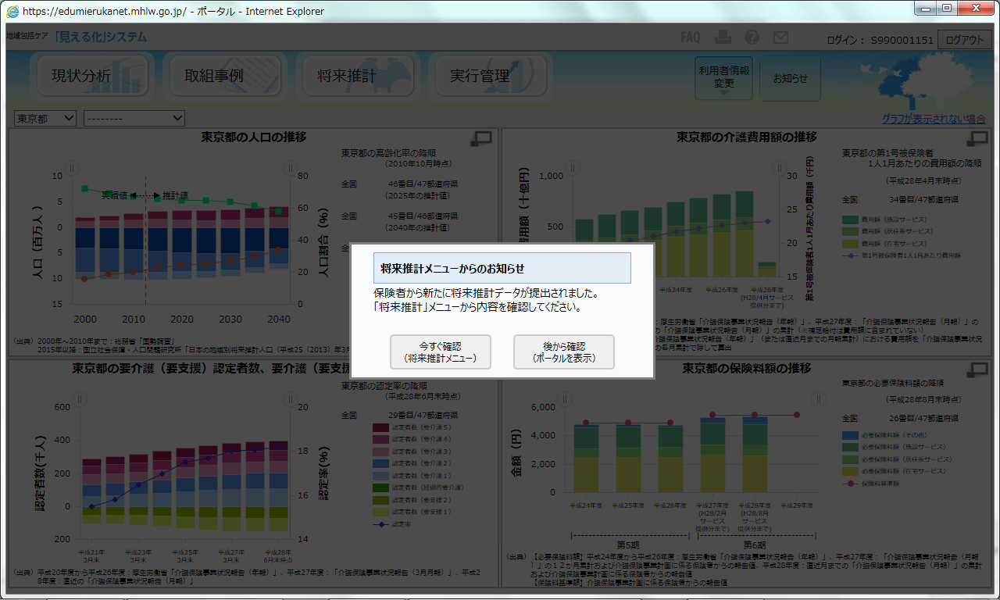 https://edumierukanet.mhlw.go.jp/ - ポータル - Internet Explorer
地域包括ケア 「見える化」システム
FAQ
ログイン： S990001151 ログアウト
現状分析 取組事例 将来推計 実行管理
利用者情報
変更
お知らせ
東京都 --------
グラフが表示されない場合
東京都の人口の推移
東京都の高齢化率の降順
（2010年10月時点）
全国 46番目/47都道府県
（2025年の推計値）
45番目/46都道府県
（2040年の推計値）
全
人口（百万人）
人口割合（%）
10 5 0 5 10 15
80 60 40 20 0
実績値 推計値
2000 2010 2020 2030 2040
（出典）2000年～2010年まで：総務省「国勢調査」
2015年以降：国立社会保障・人口問題研究所「日本の地域別将来推計人口（平成25（2013）年3月
東京都の介護費用額の推移
東京都の第1号被保険者
1人1月あたりの費用額の降順
（平成28年4月末時点）
全国 34番目/47都道府県
費用額（施設サービス）
費用額（居住系サービス）
費用額（在宅サービス）
第1号被保険者1人1月あたり費用額
費用額（十億円）
第1号被保険者1人1月あたり費用額（千円）
1,000 500
30 25 20 15
平成24年度 平成26年度 平成28年度
(H28/4月サービス
提供分まで)
：厚生労働省「介護保険事業状況報告（年報）」、平成27年度：「介護保険事業状況報告（月報）」の
「介護保険事業状況報告（月報）」の累計（※補足給付は費用額に含まれていない）
「介護保険事業状況報告（年報）」（または直近月までの月報累計）における費用額を「介護保険事業状況
の各月累計で除して算出
将来推計メニューからのお知らせ
保険者から新たに将来推計データが提出されました。
「将来推計」メニューから内容を確認してください。
今すぐ確認
（将来推計メニュー）
後から確認
（ポータルを表示）
東京都の要介護（要支援）認定者数、要介護（要支援
東京都の認定率の降順
（平成28年6月末時点）
全国 29番目/47都道府県
認定者数（要介護５）
認定者数（要介護４）
認定者数（要介護３）
認定者数（要介護２）
認定者数（要介護１）
認定者数（経過的要介護）
認定者数（要支援２）
認定者数（要支援１）
認定率
認定者数(千人)
認定率(%)
600 400 200 0 200
20 18 16 14
平成21年 平成23年 平成25年 平成27年 平成28年
3月末 3月末 3月末 3月末 6月末時点
（出典）平成20年度から平成26年度：厚生労働省「介護保険事業状況報告（年報）」、平成27年度：「介護保険事業状況報告（3月月報）」、平成2
8年度：直近の「介護保険事業状況報告（月報）」
東京都の保険料額の推移
東京都の必要保険料額の降順
（平成28年8月末時点）
全国 26番目/47都道府県
必要保険料額（その他）
必要保険料額（施設サービス）
必要保険料額（居住系サービス）
必要保険料額（在宅サービス）
保険料基準額
金額（円）
6,000 4,000 2,000 0
平成24年度 平成25年度 平成26年度 平成27年度 平成28年度 平成29年度
(H28/2月 (H28/8月
サービス サービス
提供分まで) 提供分まで)
第5期 第6期
（出典）【必要保険料額】平成24年度から平成26年度：厚生労働省「介護保険事業状況報告（年報）」、平成27年度：「介護保険事業状況報告（月報
）」の１２か月累計および介護保険事業計画に係る保険者からの報告値、平成28年度：直近月までの「介護保険事業状況報告（月報）」の累計
および介護保険事業計画に係る保険者からの報告値
【保険料基準額】介護保険事業計画に係る保険者からの報告値